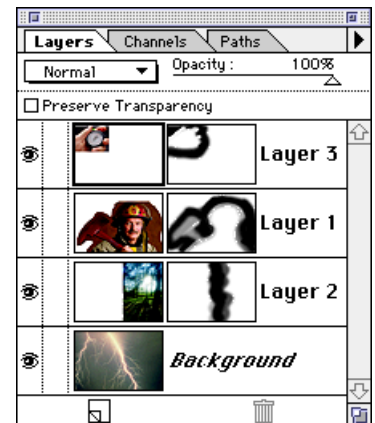 Layers Channels Paths
Normal Opacity: 100%
Preserve Transparency
Layer 3
Layer 1
Layer 2
Background